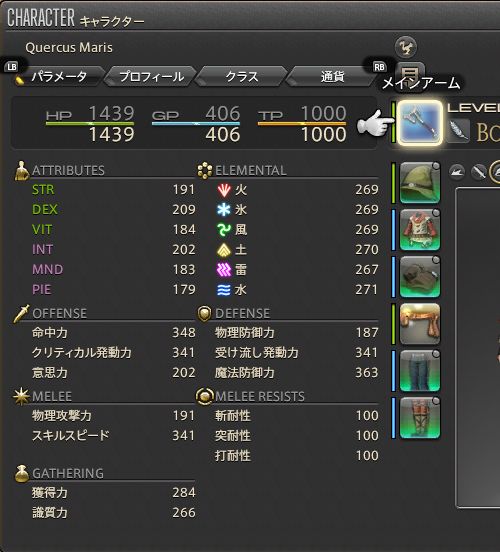 CHARACTER キャラクター
Quercus Maris
LB パラメータ プロフィール クラス 通貨 RB
メインアーム
HP 1439 GP 406 TP 1000
1439 406 1000
LEVEL
ATTRIBUTES
STR 191
DEX 209
VIT 184
INT 202
MND 183
PIE 179
ELEMENTAL
火 269
氷 269
風 269
土 270
雷 267
水 271
OFFENSE
命中力 348
クリティカル発動力 341
意思力 202
DEFENSE
物理防御力 187
受け流し発動力 341
魔法防御力 363
MELEE
物理攻撃力 191
スキルスピード 341
MELEE RESISTS
斬耐性 100
突耐性 100
打耐性 100
GATHERING
獲得力 284
識質力 266